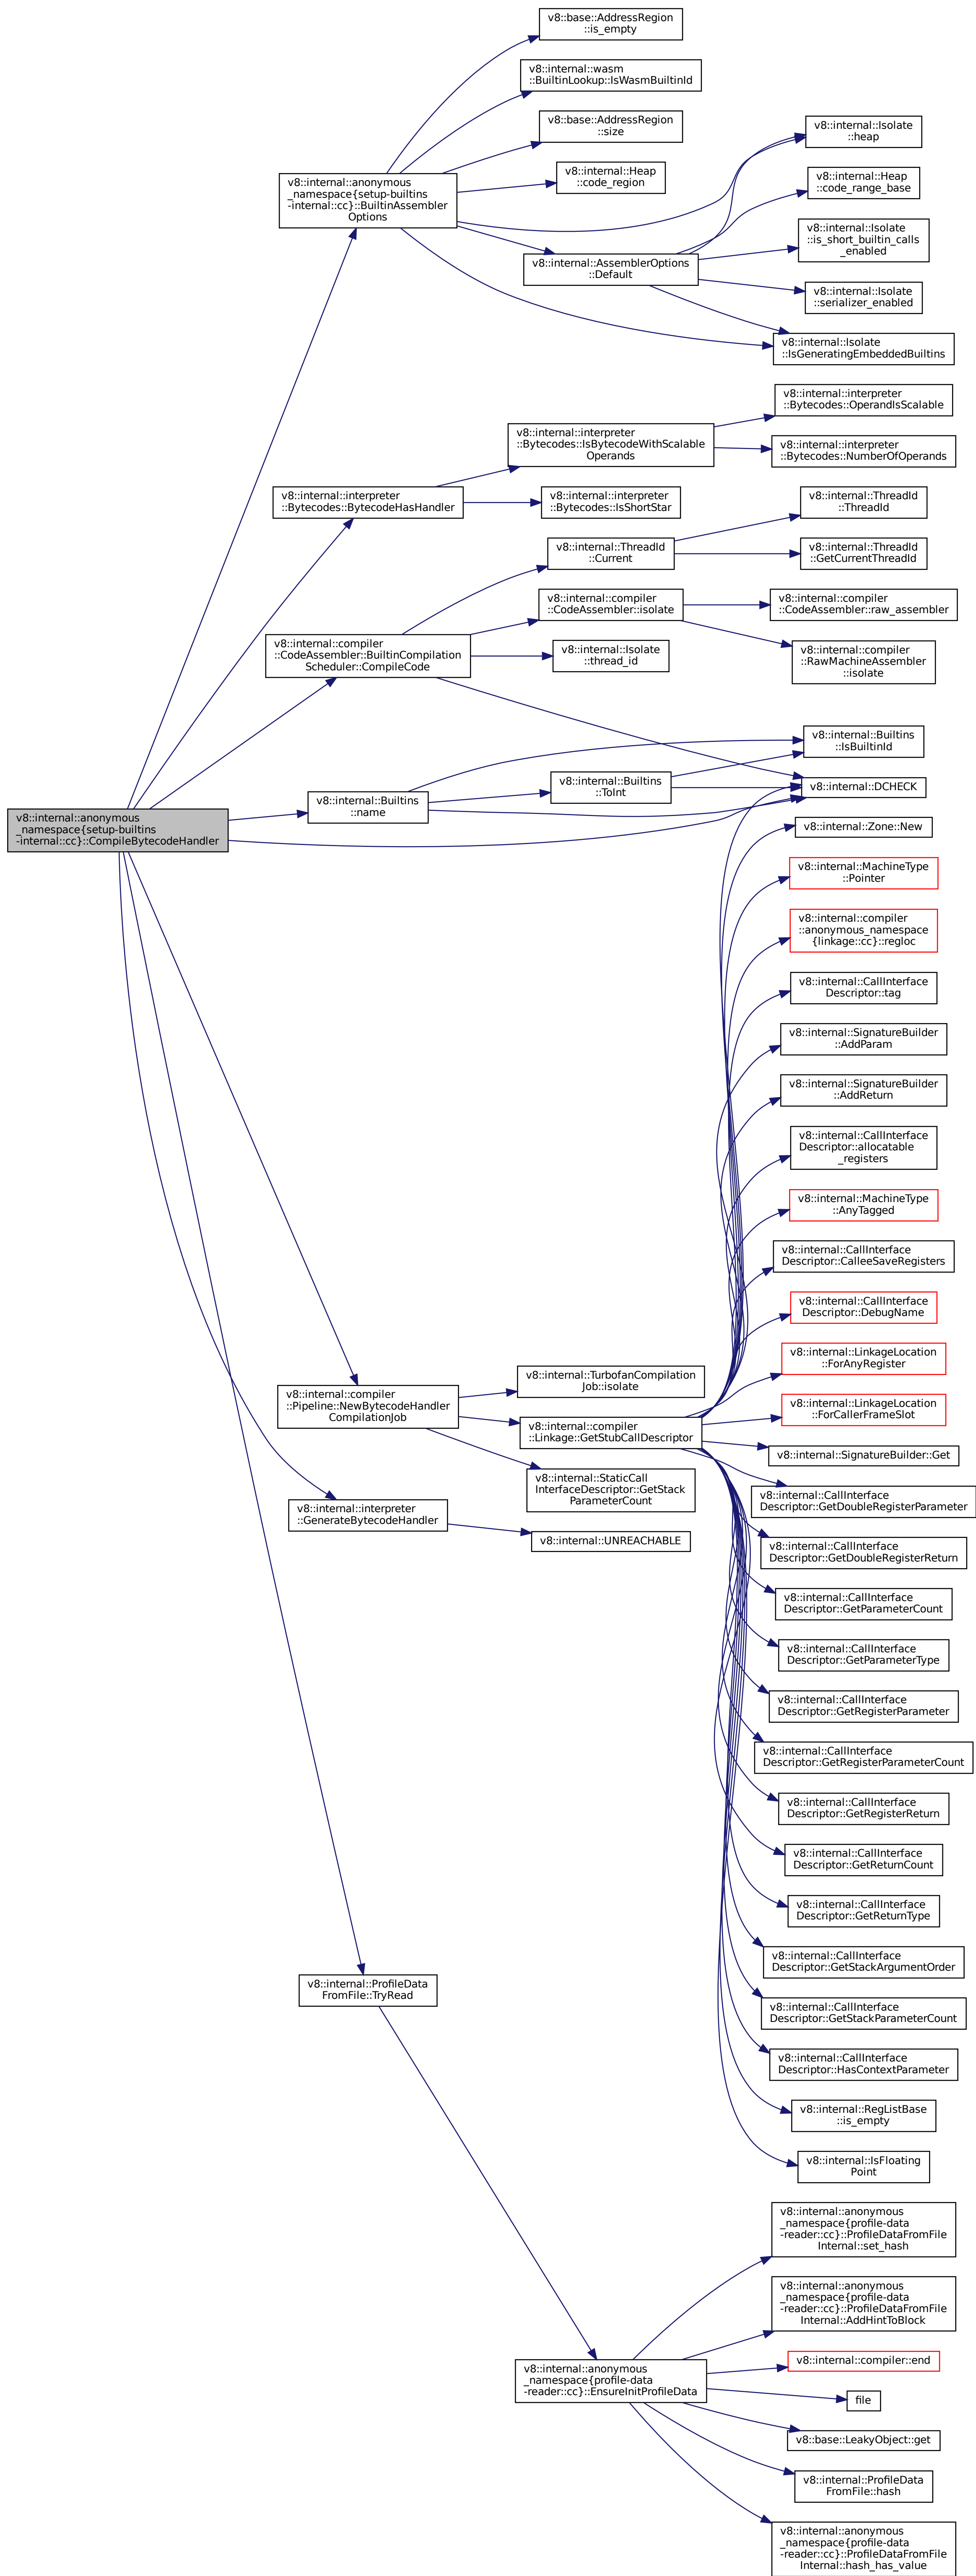 v8::base::AddressRegion
::is_empty
v8::internal::wasm
::BuiltinLookup::IsWasmBuiltinId
v8::base::AddressRegion
::size
v8::internal::Isolate
::heap
v8::internal::Heap
::code_region
v8::internal::Heap
::code_range_base
v8::internal::anonymous
_namespace{setup-builtins
-internal::cc}::BuiltinAssembler
Options
v8::internal::Isolate
::is_short_builtin_calls
_enabled
v8::internal::AssemblerOptions
::Default
v8::internal::Isolate
::serializer_enabled
v8::internal::Isolate
::IsGeneratingEmbeddedBuiltins
v8::internal::interpreter
::Bytecodes::OperandIsScalable
v8::internal::interpreter
::Bytecodes::IsBytecodeWithScalable
Operands
v8::internal::interpreter
::Bytecodes::NumberOfOperands
v8::internal::interpreter
::Bytecodes::BytecodeHasHandler
v8::internal::interpreter
::Bytecodes::IsShortStar
v8::internal::ThreadId
::ThreadId
v8::internal::ThreadId
::Current
v8::internal::ThreadId
::GetCurrentThreadId
v8::internal::compiler
::CodeAssembler::isolate
v8::internal::compiler
::CodeAssembler::raw_assembler
v8::internal::compiler
::CodeAssembler::BuiltinCompilation
Scheduler::CompileCode
v8::internal::Isolate
::thread_id
v8::internal::compiler
::RawMachineAssembler
::isolate
v8::internal::Builtins
::IsBuiltinId
v8::internal::Builtins
::ToInt
v8::internal::DCHECK
v8::internal::Builtins
::name
v8::internal::anonymous
_namespace{setup-builtins
-internal::cc}::CompileBytecodeHandler
v8::internal::Zone::New
v8::internal::MachineType
::Pointer
v8::internal::compiler
::anonymous_namespace
{linkage::cc}::regloc
v8::internal::CallInterface
Descriptor::tag
v8::internal::SignatureBuilder
::AddParam
v8::internal::SignatureBuilder
::AddReturn
v8::internal::CallInterface
Descriptor::allocatable
_registers
v8::internal::MachineType
::AnyTagged
v8::internal::CallInterface
Descriptor::CalleeSaveRegisters
v8::internal::CallInterface
Descriptor::DebugName
v8::internal::LinkageLocation
::ForAnyRegister
v8::internal::TurbofanCompilation
Job::isolate
v8::internal::compiler
::Pipeline::NewBytecodeHandler
CompilationJob
v8::internal::LinkageLocation
::ForCallerFrameSlot
v8::internal::compiler
::Linkage::GetStubCallDescriptor
v8::internal::SignatureBuilder::Get
v8::internal::StaticCall
InterfaceDescriptor::GetStack
ParameterCount
v8::internal::CallInterface
Descriptor::GetDoubleRegisterParameter
v8::internal::interpreter
::GenerateBytecodeHandler
v8::internal::UNREACHABLE
v8::internal::CallInterface
Descriptor::GetDoubleRegisterReturn
v8::internal::CallInterface
Descriptor::GetParameterCount
v8::internal::CallInterface
Descriptor::GetParameterType
v8::internal::CallInterface
Descriptor::GetRegisterParameter
v8::internal::CallInterface
Descriptor::GetRegisterParameterCount
v8::internal::CallInterface
Descriptor::GetRegisterReturn
v8::internal::CallInterface
Descriptor::GetReturnCount
v8::internal::CallInterface
Descriptor::GetReturnType
v8::internal::CallInterface
Descriptor::GetStackArgumentOrder
v8::internal::ProfileData
FromFile::TryRead
v8::internal::CallInterface
Descriptor::GetStackParameterCount
v8::internal::CallInterface
Descriptor::HasContextParameter
v8::internal::RegListBase
::is_empty
v8::internal::IsFloating
Point
v8::internal::anonymous
_namespace{profile-data
-reader::cc}::ProfileDataFromFile
Internal::set_hash
v8::internal::anonymous
_namespace{profile-data
-reader::cc}::ProfileDataFromFile
Internal::AddHintToBlock
v8::internal::compiler::end
v8::internal::anonymous
_namespace{profile-data
-reader::cc}::EnsureInitProfileData
file
v8::base::LeakyObject::get
v8::internal::ProfileData
FromFile::hash
v8::internal::anonymous
_namespace{profile-data
-reader::cc}::ProfileDataFromFile
Internal::hash_has_value